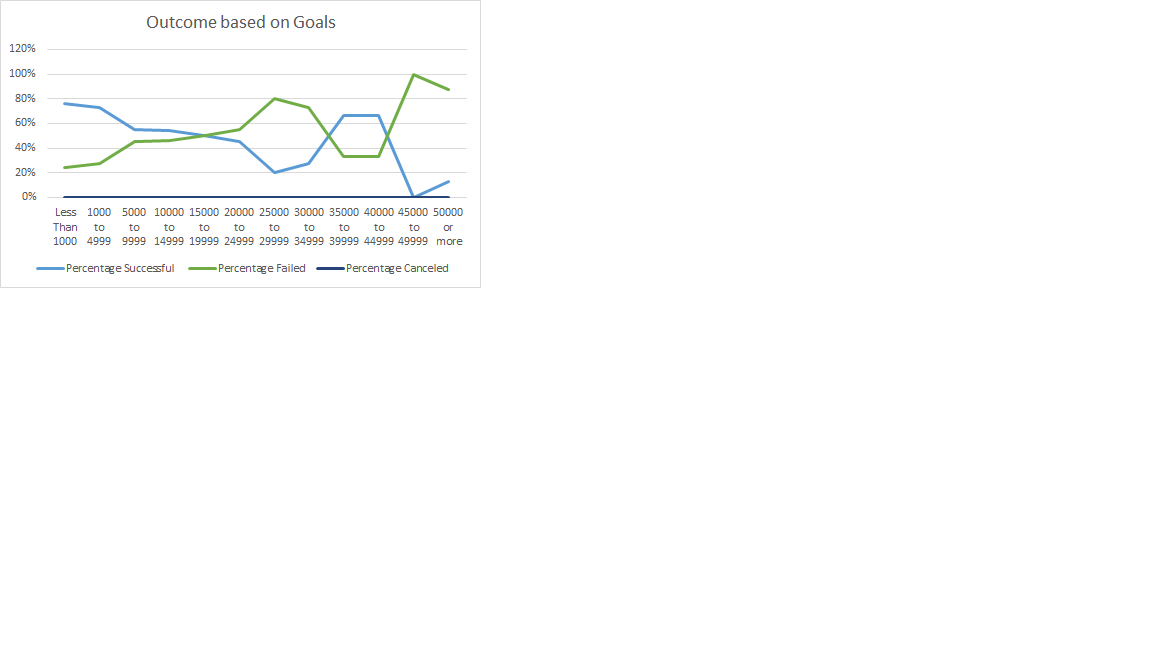 Outcome based on Goals
120%
100%
80%
60%
40%
20%
0%
Less Than 1000
1000 to 4999
5000 to 9999
10000 to 14999
15000 to 19999
20000 to 24999
25000 to 29999
30000 to 34999
35000 to 39999
40000 to 44999
45000 to 49999
50000 or more
Percentage Successful Percentage Failed Percentage Canceled